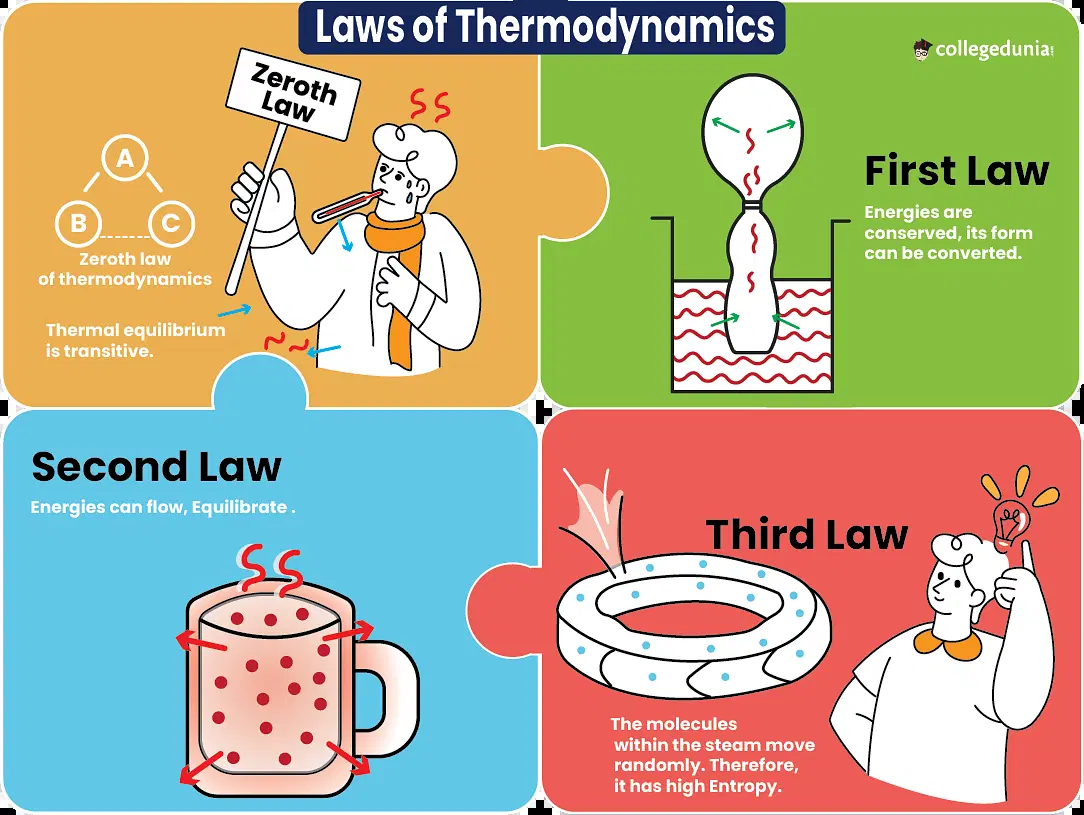 Laws of Thermodynamics
collegedunia
Zeroth
Law
A
B
C
Zeroth law
of thermodynamics
Thermal equilibrium
is transitive.
First Law
Energies are
conserved, its form
can be converted.
Second Law
Energies can flow, Equilibrate .
Third Law
The molecules
within the steam move
randomly. Therefore,
it has high Entropy.